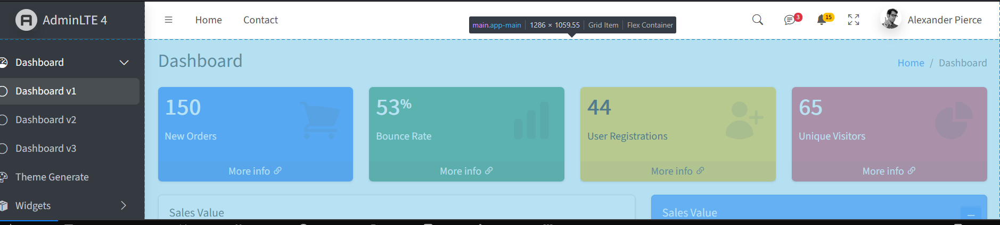 AdminLTE 4
Home
Contact
main.app-main 1286 × 1059.55 Grid Item Flex Container
3
15
Alexander Pierce
Dashboard
Dashboard v1
Dashboard v2
Dashboard v3
Theme Generate
Widgets
Dashboard
Home / Dashboard
150
New Orders
More info
53%
Bounce Rate
More info
44
User Registrations
More info
65
Unique Visitors
More info
Sales Value
Sales Value